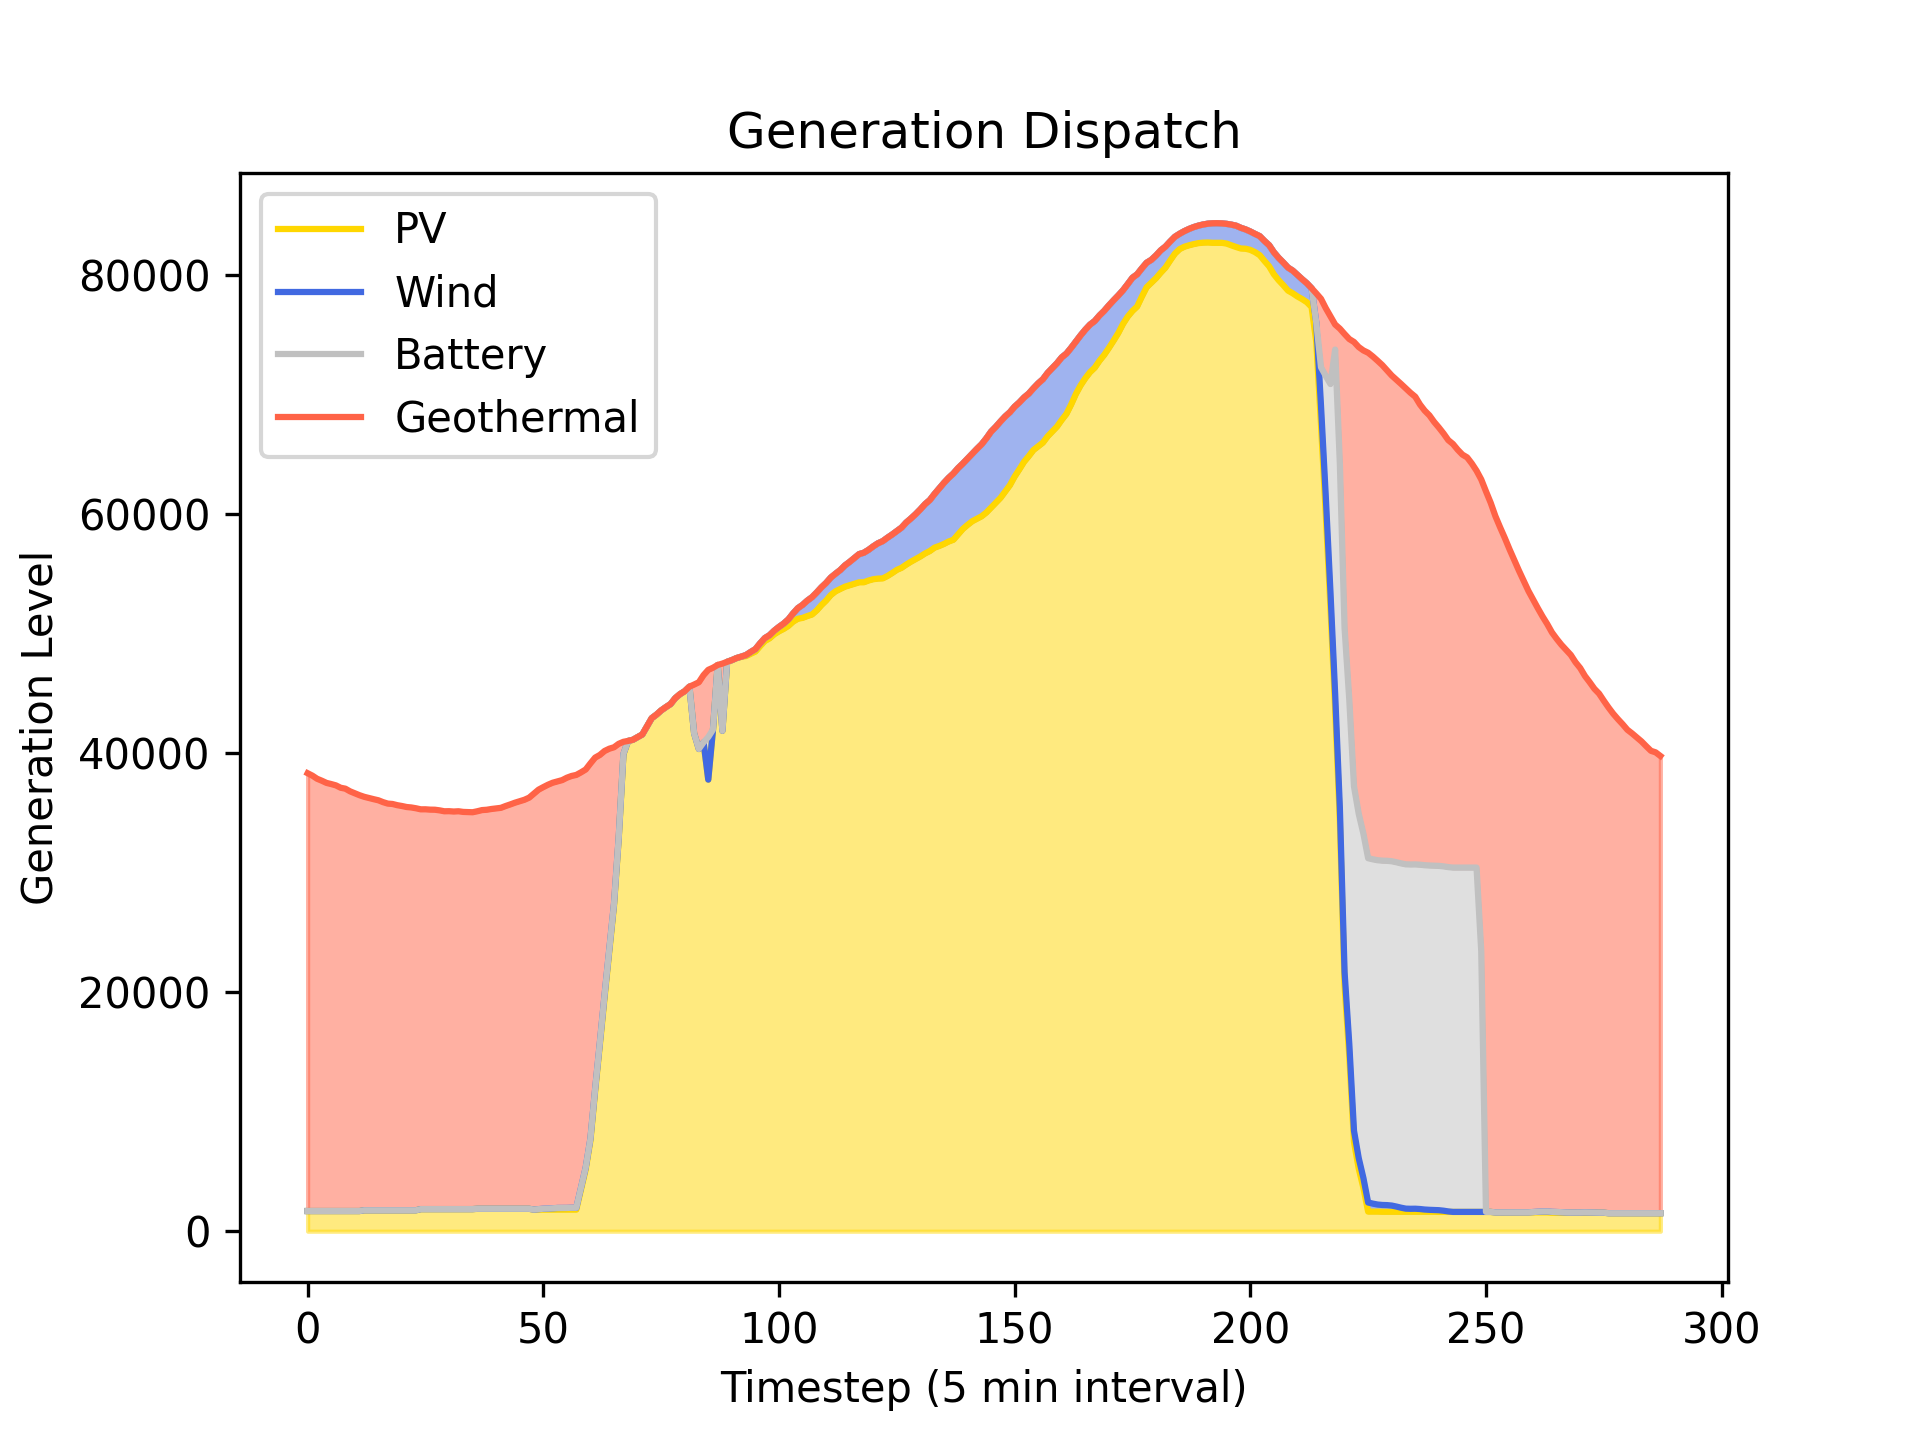 Generation Dispatch
PV
Wind
Battery
Geothermal
80000
60000
40000
20000
0
Generation Level
0 50 100 150 200 250 300
Timestep (5 min interval)